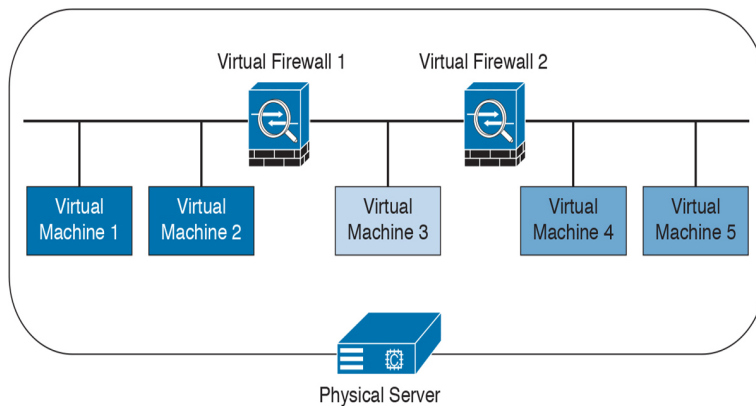 Virtual Firewall 1
Virtual Firewall 2
Virtual
Machine 1
Virtual
Machine 2
Virtual
Machine 3
Virtual
Machine 4
Virtual
Machine 5
C
Physical Server